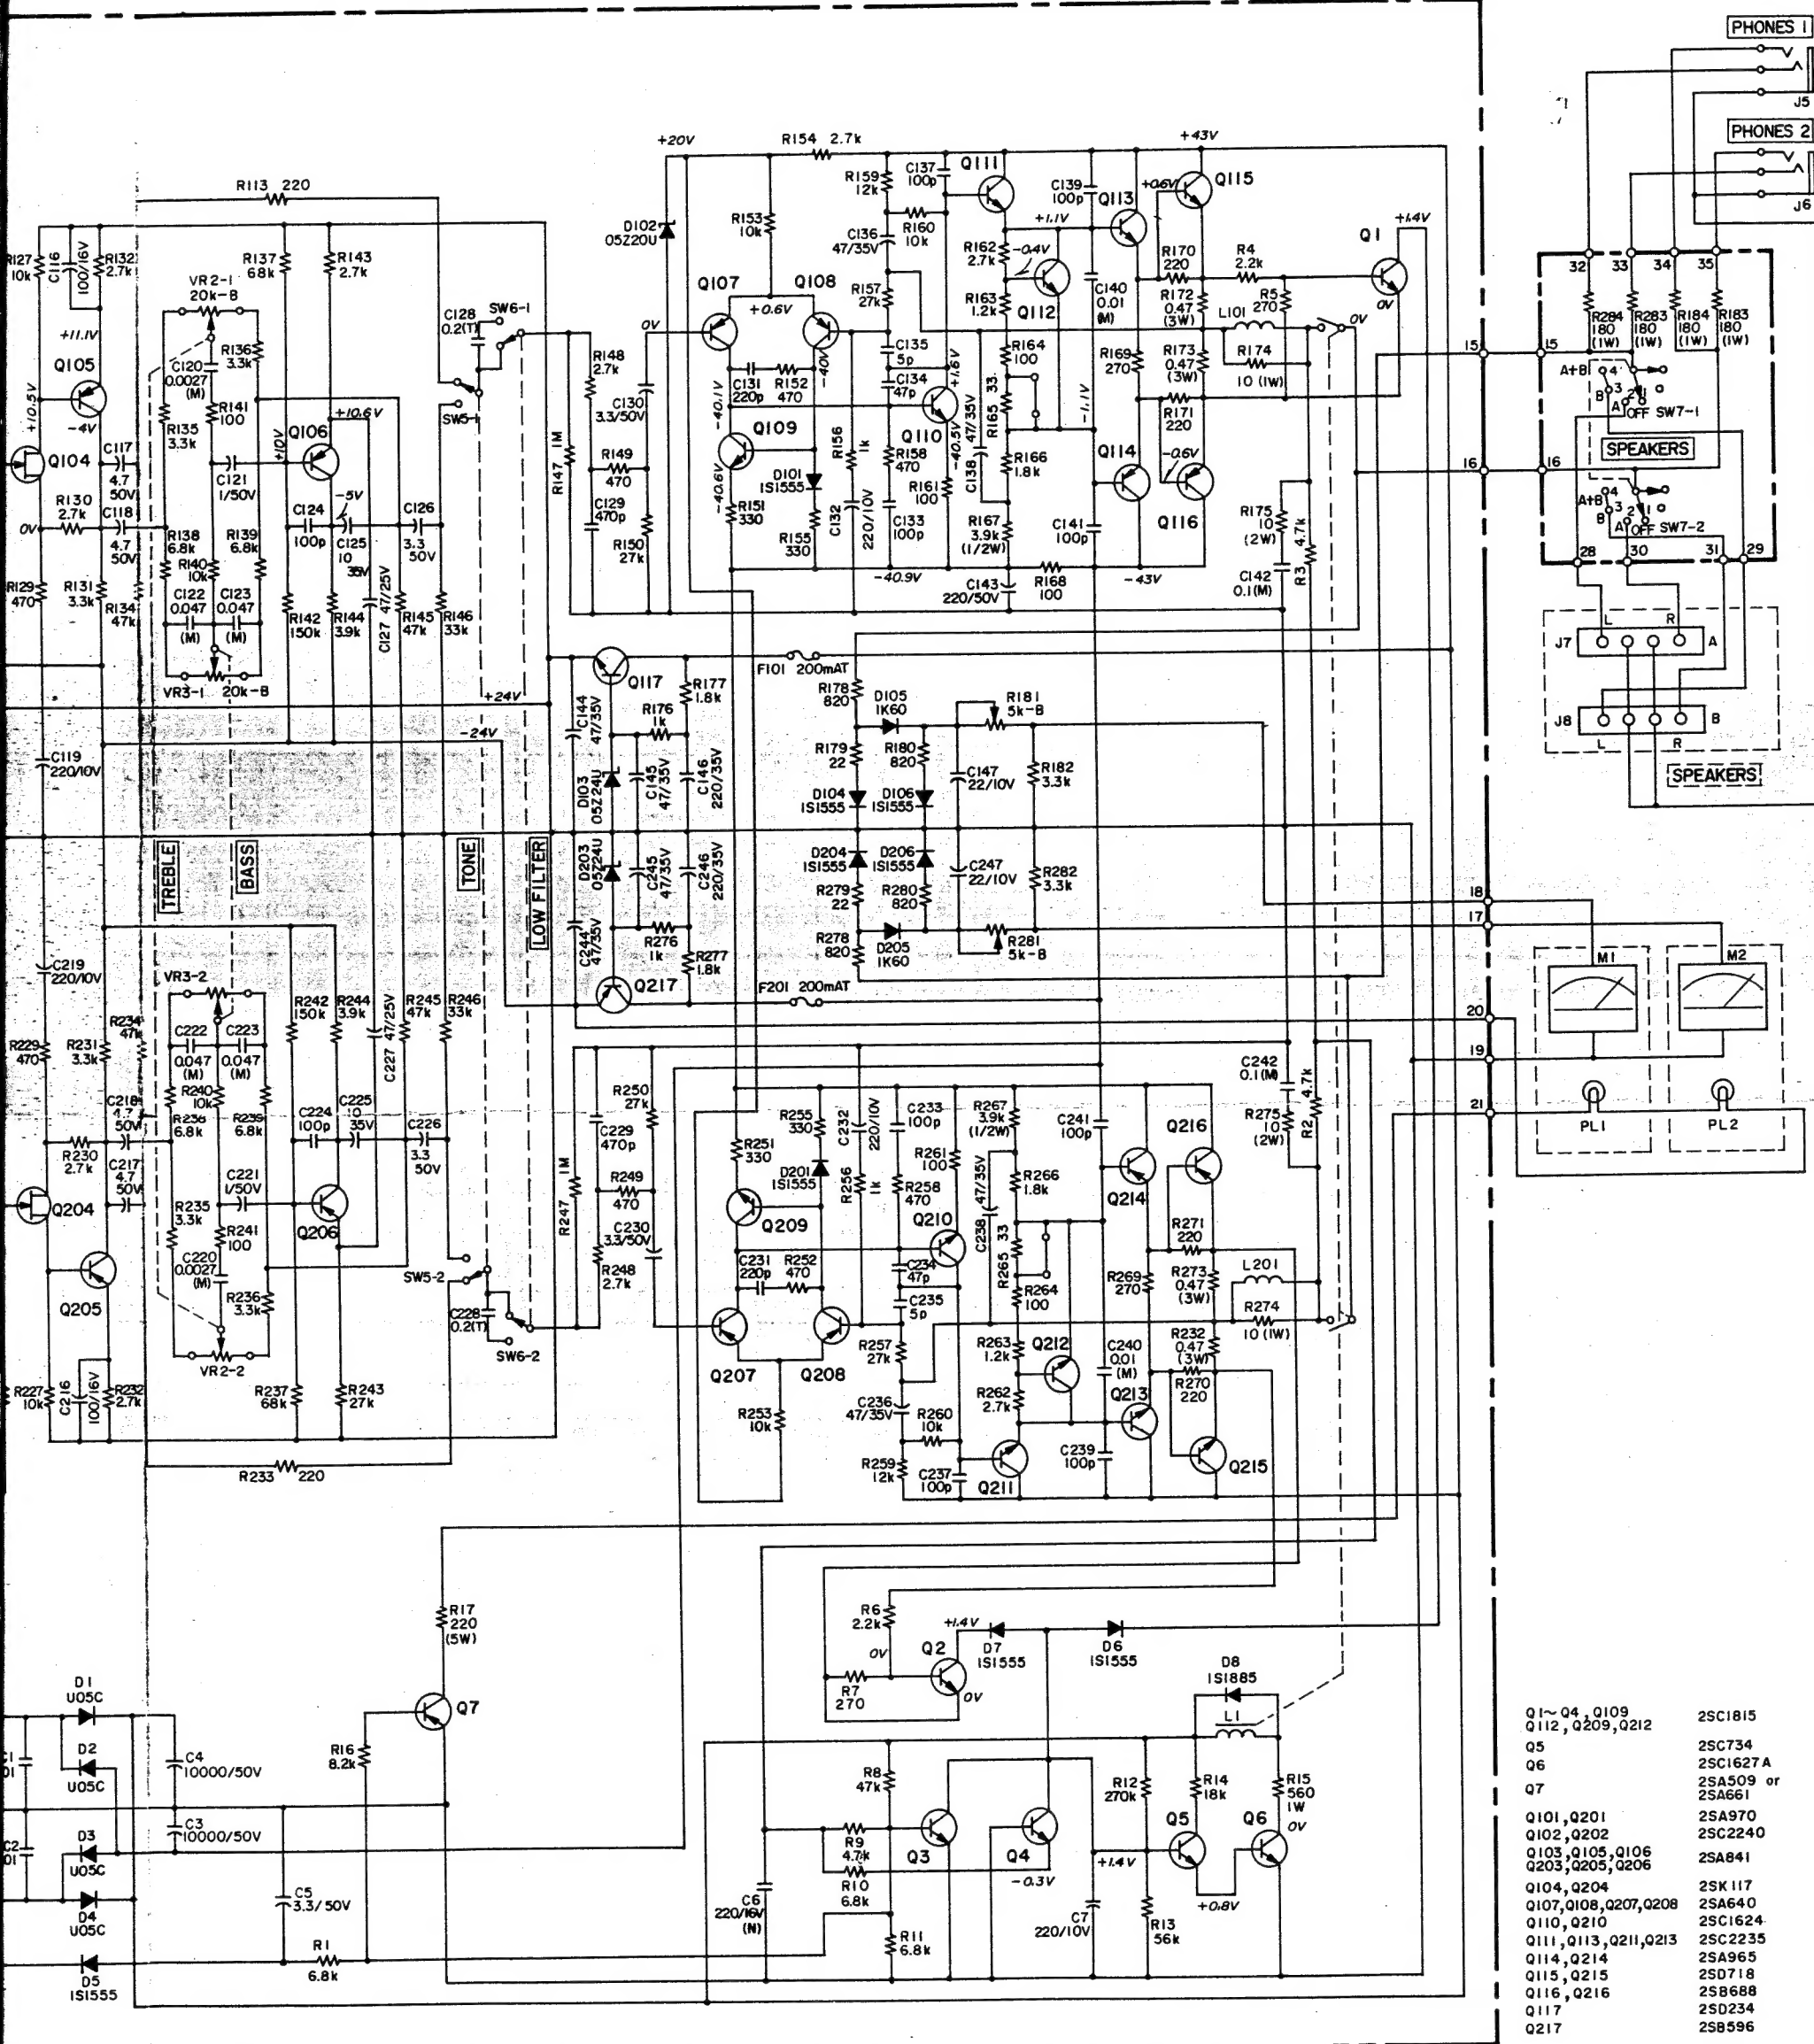 PHONES 1
J5
PHONES 2
J6
+20V
R154 2.7k
+43V
R113 220
D102
05Z20U
R153
10k
R159
12k
C137
100p
Q111
C139
100p
Q113
+0.6V
Q115
R160
10k
C136
47/35V
+1.1V
R162
2.7k
-0.4V
R170
220
R4
2.2k
Q1
+1.4V
R127
10k
C116
100/16V
R132
2.7k
VR2-1
20k-B
R137
68k
R143
2.7k
Q107
Q108
+0.6V
R157
27k
R163
1.2k
Q112
C140
0.01
(M)
R172
0.47
(3W)
R5
270
L101
0V
0V
32
33
34
35
R284
180
(1W)
R283
180
(1W)
R184
180
(1W)
R183
180
(1W)
+11.1V
Q105
C120
0.0027
(M)
R136
3.3k
C128
0.2(T)
SW6-1
0V
R148
2.7k
C130
3.3/50V
C131
220p
R152
470
-40V
C135
5p
C134
47p
+1.6V
R164
100
R165 33
R169
270
R173
0.47
(3W)
R174
10 (1W)
15
15
A+B
4
3
B
2
A
1
OFF SW7-1
SPEAKERS
+10.5V
-4V
R135
3.3k
R141
100
+10.6V
Q106
+10V
SW5-1
R147 1M
-40.1V
Q109
R156
1k
Q110
R158
470
-40.5V
C138
47/35V
-1.1V
R166
1.8k
R171
220
Q114
-0.6V
Q116
16
16
A+B
4
3
B
2
A
1
OFF SW7-2
Q104
C117
4.7
50V
C121
1/50V
R149
470
-40.6V
D101
1S1555
R161
100
R130
2.7k
0V
C118
4.7
50V
C124
100p
-5V
C125
10
35V
C126
3.3
50V
C129
470p
R151
330
C132
220/10V
C133
100p
R167
3.9k
(1/2W)
C141
100p
R175
10
(2W)
4.7k
R3
R138
6.8k
R139
6.8k
R140
10k
R150
27k
R155
330
-40.9V
C143
220/50V
R168
100
-43V
C142
0.1(M)
28
30
31
29
R129
470
R131
3.3k
R134
47k
C122
0.047
(M)
C123
0.047
(M)
R142
150k
R144
3.9k
C127 47/25V
R145
47k
R146
33k
L
R
J7
A
VR3-1
20k-B
+24V
Q117
R177
1.8k
F101 200mAT
R178
820
D105
1K60
R181
5k-B
J8
B
L
R
SPEAKERS
-24V
C144
47/35V
R176
1k
D103
05Z24U
C145
47/35V
C146
220/35V
R179
22
R180
820
C147
22/10V
R182
3.3k
D104
1S1555
D106
1S1555
C119
220/10V
TREBLE
BASS
TONE
LOW FILTER
D203
05Z24U
C245
47/35V
C246
220/35V
D204
1S1555
D206
1S1555
C247
22/10V
R282
3.3k
R279
22
R280
820
18
17
C244
47/35V
R276
1k
R277
1.8k
R278
820
D205
1K60
R281
5k-B
M1
M2
C219
220/10V
VR3-2
Q217
F201 200mAT
20
19
21
PL1
PL2
R229
470
R231
3.3k
R234
47k
C222
0.047
(M)
C223
0.047
(M)
R242
150k
R244
3.9k
C227 47/25V
R245
47k
R246
33k
R240
10k
R238
6.8k
R239
6.8k
C218
4.7
50V
C224
100p
C225
10
35V
C226
3.3
50V
R250
27k
C229
470p
R255
330
C232
220/10V
C233
100p
R267
3.9k
(1/2W)
C241
100p
C242
0.1(M)
R275
10
(2W)
4.7k
R2
Q216
R230
2.7k
C217
4.7
50V
R251
330
D201
1S1555
R256
1k
R261
100
R258
470
C238
47/35V
R266
1.8k
Q214
Q204
R235
3.3k
C221
1/50V
R241
100
Q206
R247 1M
R249
470
C230
3.3/50V
Q209
Q210
R265 33
R271
220
C220
0.0027
(M)
R236
3.3k
SW5-2
R248
2.7k
C231
220p
R252
470
C234
47p
C235
5p
R264
100
R269
270
R273
0.47
(3W)
L201
R274
10 (1W)
Q205
C228
0.2(T)
SW6-2
Q207
Q208
R257
27k
R263
1.2k
Q212
C240
0.01
(M)
R232
0.47
(3W)
R270
220
VR2-2
R227
10k
C216
100/16V
R232
2.7k
R237
68k
R243
27k
R253
10k
C236
47/35V
R260
10k
R262
2.7k
Q213
C239
100p
Q215
R259
12k
C237
100p
Q211
R233 220
R17
220
(5W)
R6
2.2k
0V
Q2
+1.4V
D7
1S1555
D6
1S1555
D8
1S1885
L1
R7
270
0V
D1
U05C
D2
U05C
Q7
R16
8.2k
C4
10000/50V
C3
10000/50V
D3
U05C
D4
U05C
C5
3.3/50V
R1
6.8k
D5
1S1555
R8
47k
R9
4.7k
R10
6.8k
C6
220/16V
(N)
R11
6.8k
Q3
Q4
-0.3V
R12
270k
R14
18k
Q5
R15
560
1W
0V
Q6
+1.4V
C7
220/10V
R13
56k
+0.8V
Q1~Q4,Q109
Q112,Q209,Q212 2SC1815
Q5 2SC734
Q6 2SC1627A
Q7 2SA509 or
2SA661
Q101,Q201 2SA970
Q102,Q202 2SC2240
Q103,Q105,Q106
Q203,Q205,Q206 2SA841
Q104,Q204 2SK117
Q107,Q108,Q207,Q208 2SA640
Q110,Q210 2SC1624
Q111,Q113,Q211,Q213 2SC2235
Q114,Q214 2SA965
Q115,Q215 2SD718
Q116,Q216 2SB688
Q117 2SD234
Q217 2SB596